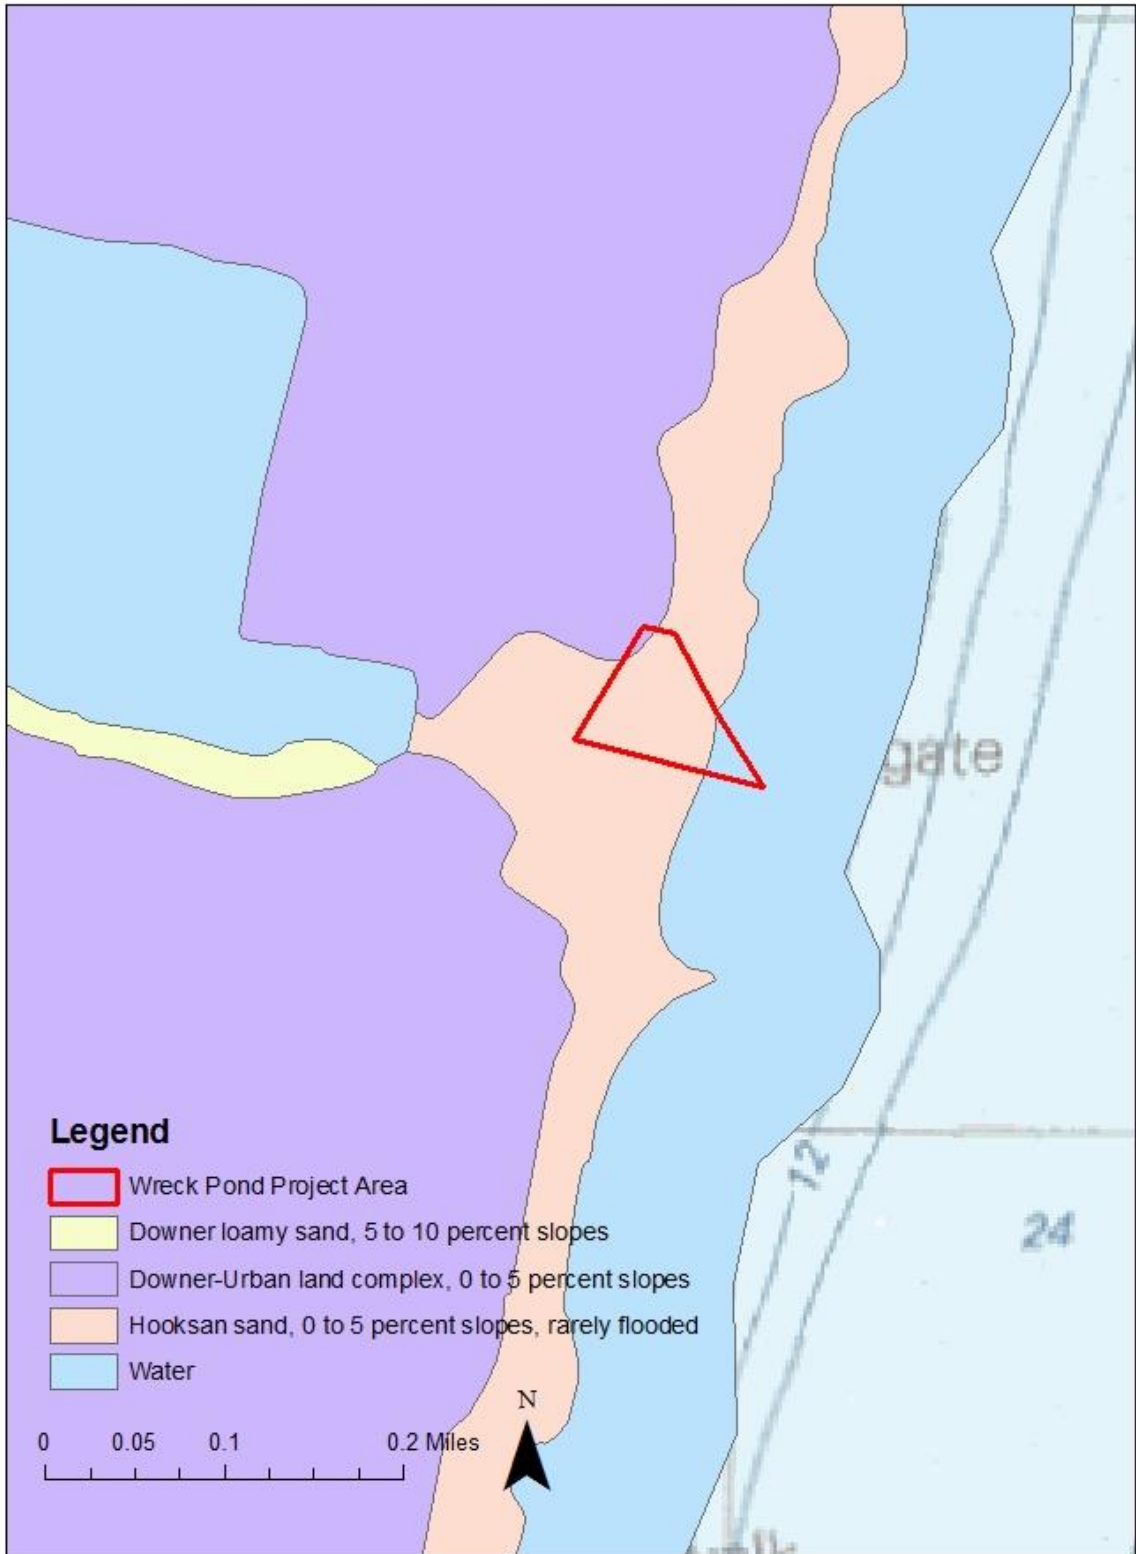 gate
Legend
Wreck Pond Project Area
Downer loamy sand, 5 to 10 percent slopes
Downer-Urban land complex, 0 to 5 percent slopes
Hooksan sand, 0 to 5 percent slopes, rarely flooded
Water
12
24
N
0 0.05 0.1 0.2 Miles